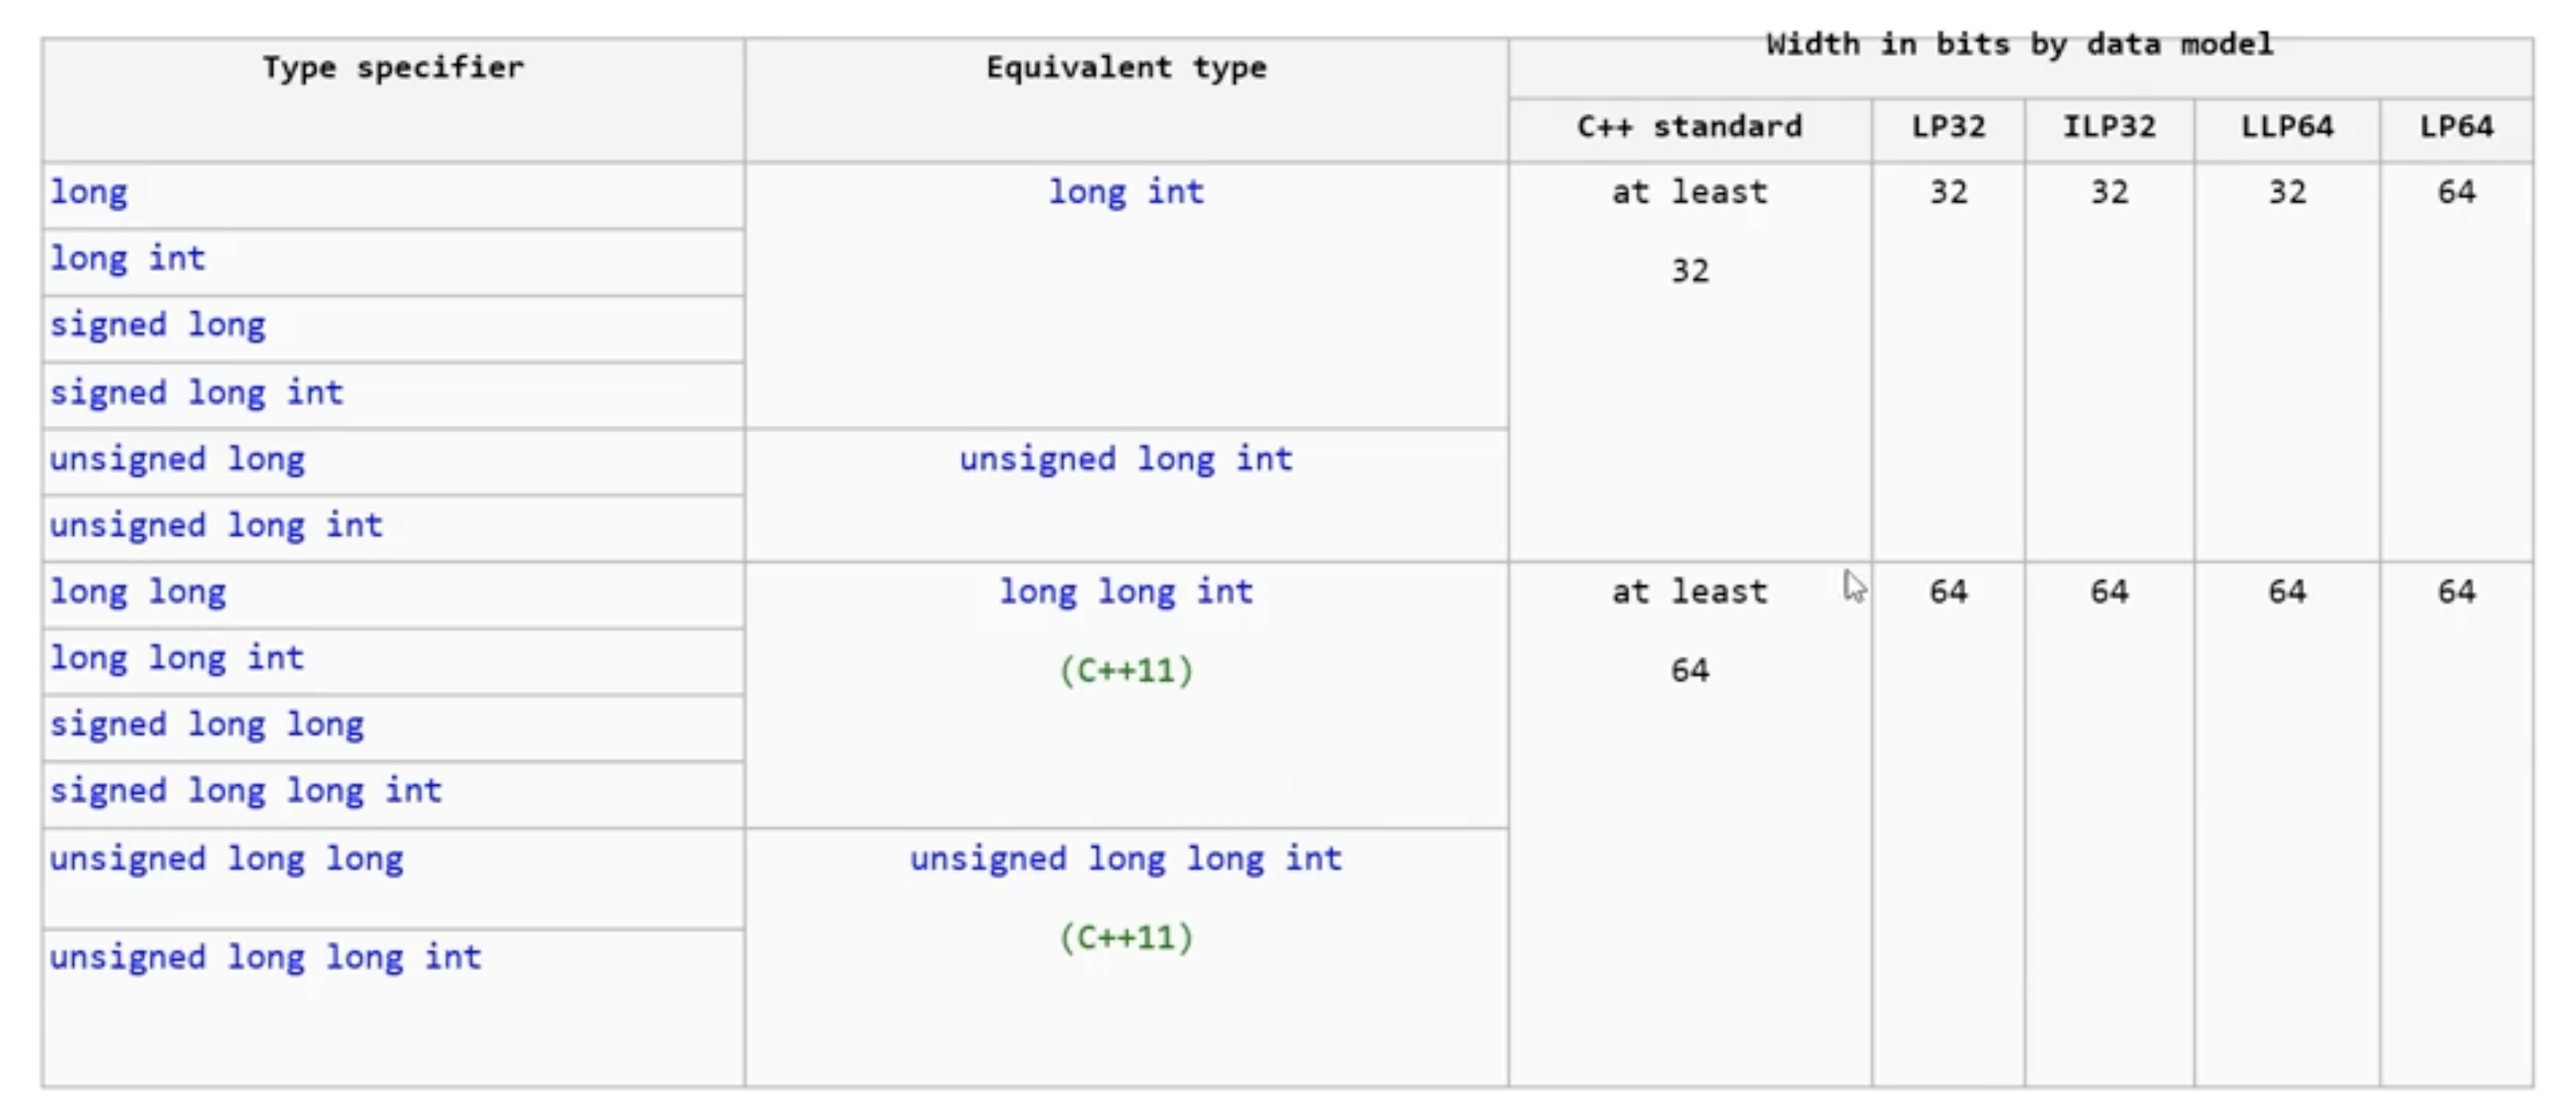 Type specifier
Equivalent type
Width in bits by data model
C++ standard
LP32
ILP32
LLP64
LP64
long
long int
at least
32
32
32
32
64
long int
signed long
signed long int
unsigned long
unsigned long int
unsigned long int
long long
long long int
(C++11)
at least
64
64
64
64
64
long long int
signed long long
signed long long int
unsigned long long
unsigned long long int
(C++11)
unsigned long long int